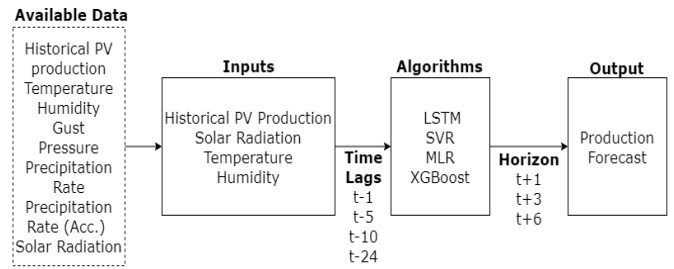 Available Data
Historical PV
production
Temperature
Humidity
Gust
Pressure
Precipitation
Rate
Precipitation
Rate (Acc.)
Solar Radiation
Inputs
Historical PV Production
Solar Radiation
Temperature
Humidity
Time
Lags
t-1
t-5
t-10
t-24
Algorithms
LSTM
SVR
MLR
XGBoost
Horizon
t+1
t+3
t+6
Output
Production
Forecast